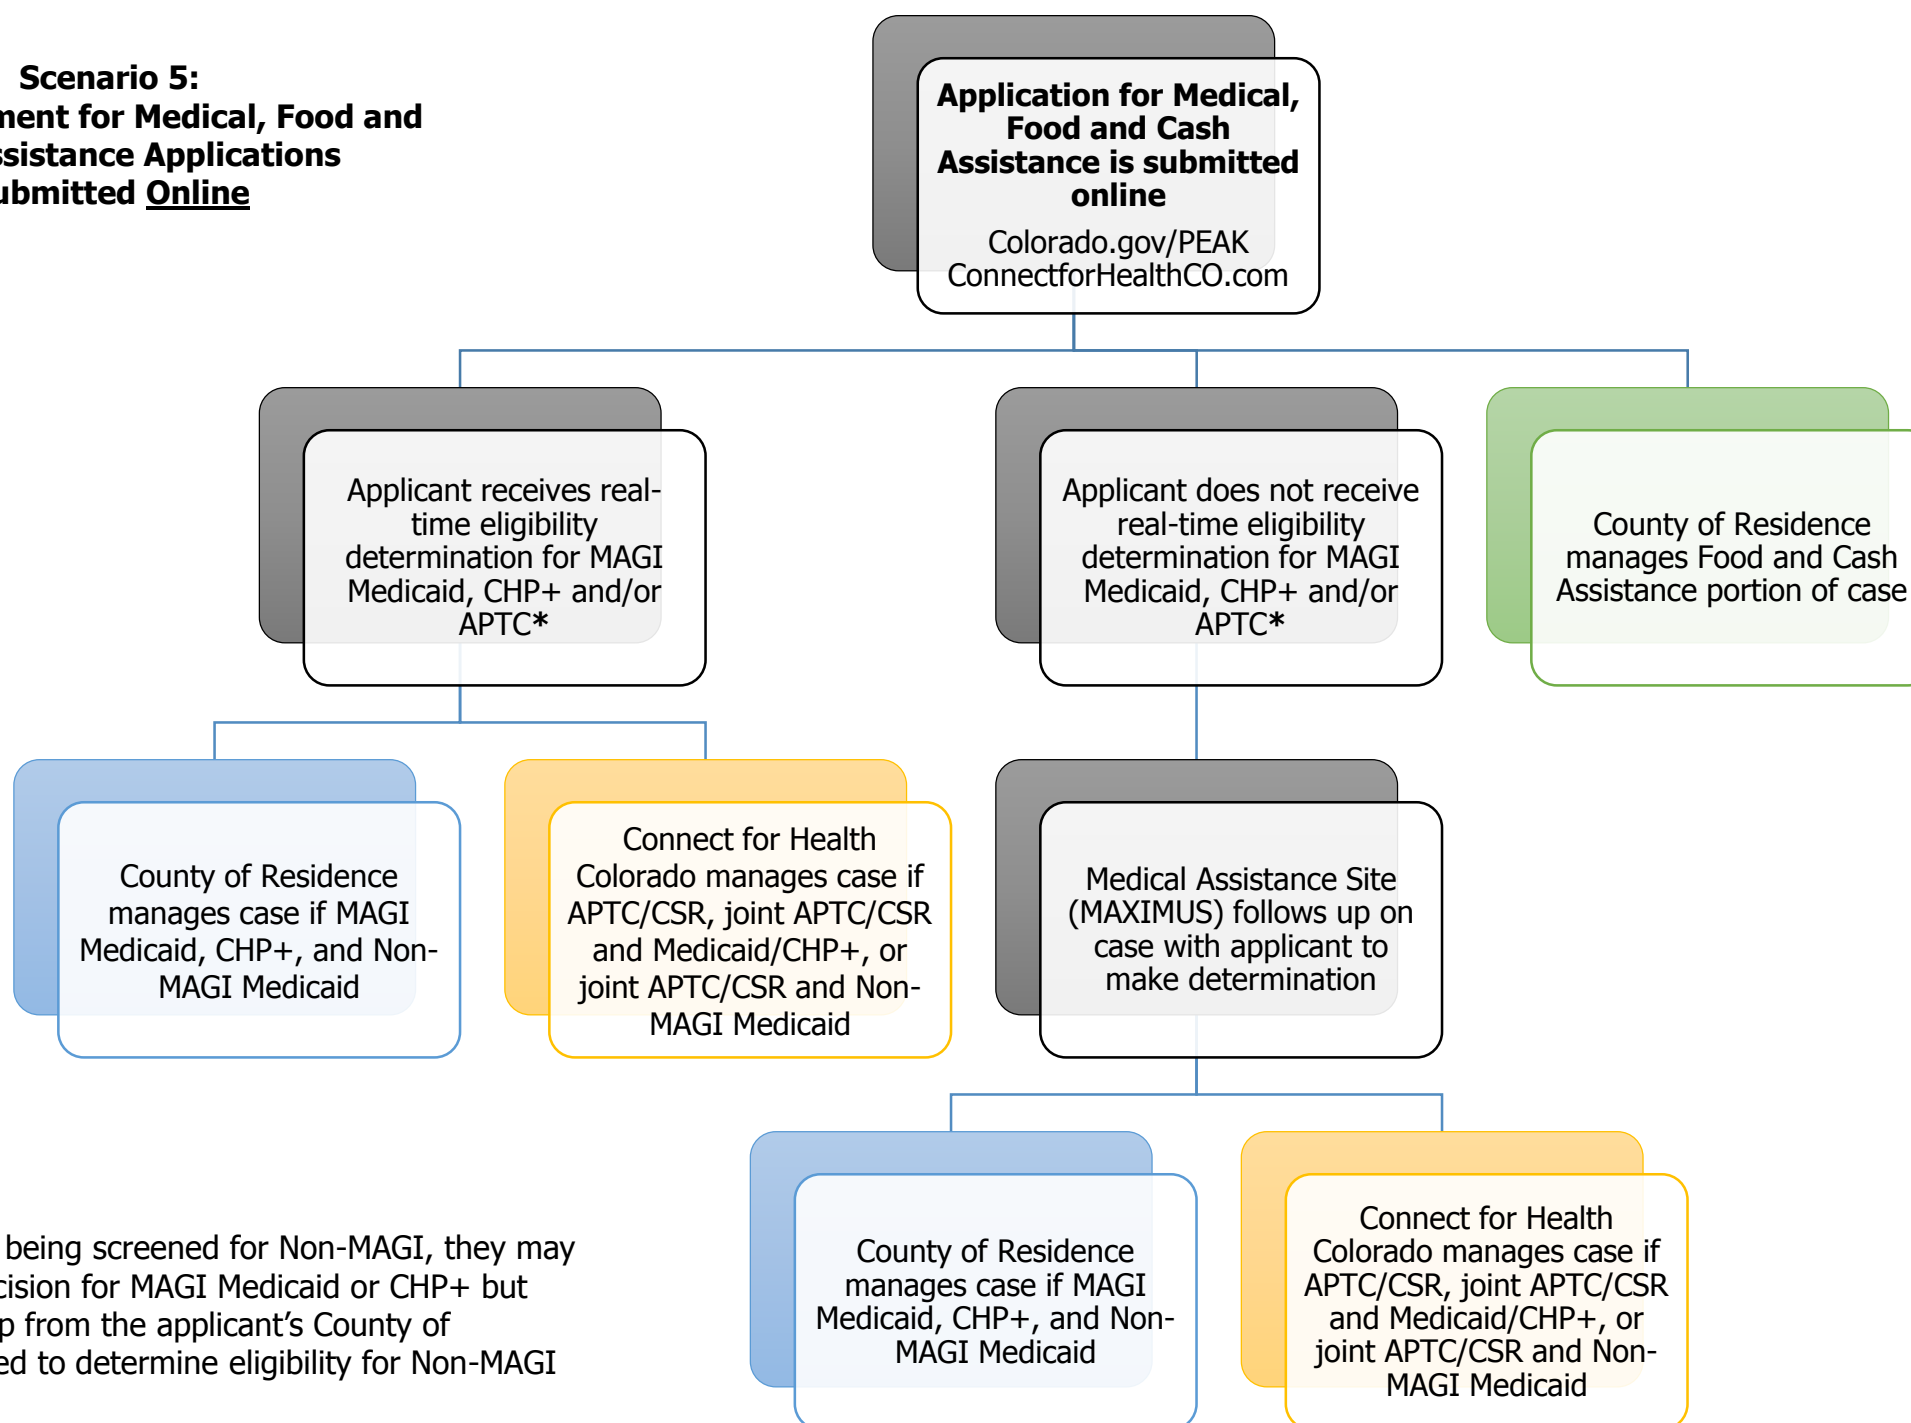 Scenario 5:
ment for Medical, Food and
ssistance Applications
ubmitted Online
Application for Medical,
Food and Cash
Assistance is submitted
online
Colorado.gov/PEAK
ConnectforHealthCO.com
Applicant receives real-
time eligibility
determination for MAGI
Medicaid, CHP+ and/or
APTC*
Applicant does not receive
real-time eligibility
determination for MAGI
Medicaid, CHP+ and/or
APTC*
County of Residence
manages Food and Cash
Assistance portion of case
County of Residence
manages case if MAGI
Medicaid, CHP+, and Non-
MAGI Medicaid
Connect for Health
Colorado manages case if
APTC/CSR, joint APTC/CSR
and Medicaid/CHP+, or
joint APTC/CSR and Non-
MAGI Medicaid
Medical Assistance Site
(MAXIMUS) follows up on
case with applicant to
make determination
County of Residence
manages case if MAGI
Medicaid, CHP+, and Non-
MAGI Medicaid
Connect for Health
Colorado manages case if
APTC/CSR, joint APTC/CSR
and Medicaid/CHP+, or
joint APTC/CSR and Non-
MAGI Medicaid
being screened for Non-MAGI, they may
cision for MAGI Medicaid or CHP+ but
p from the applicant's County of
ed to determine eligibility for Non-MAGI